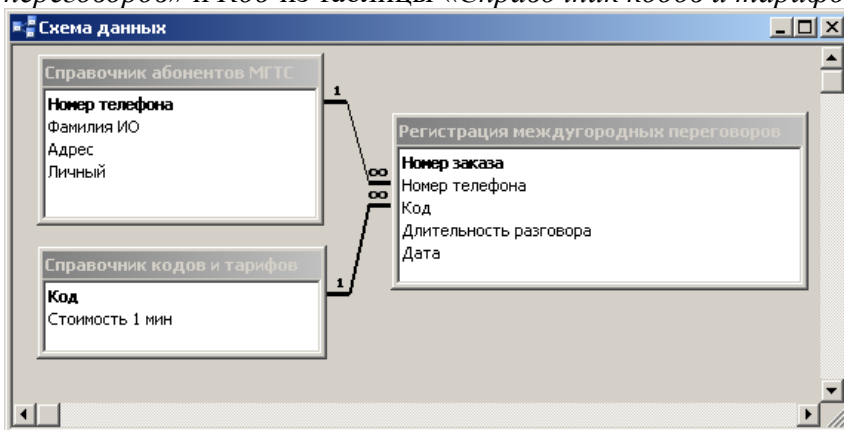 переговоров» и Код из таблицы «Справочник кодов и тарифо
Схема данных
Справочник абонентов МГТС
Номер телефона
Фамилия ИО
Адрес
Личный
1
∞
∞
1
Регистрация междугородных переговоров
Номер заказа
Номер телефона
Код
Длительность разговора
Дата
Справочник кодов и тарифов
Код
Стоимость 1 мин